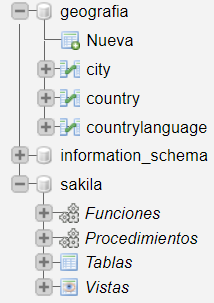 geografia
Nueva
city
country
countrylanguage
information_schema
sakila
Funciones
Procedimientos
Tablas
Vistas